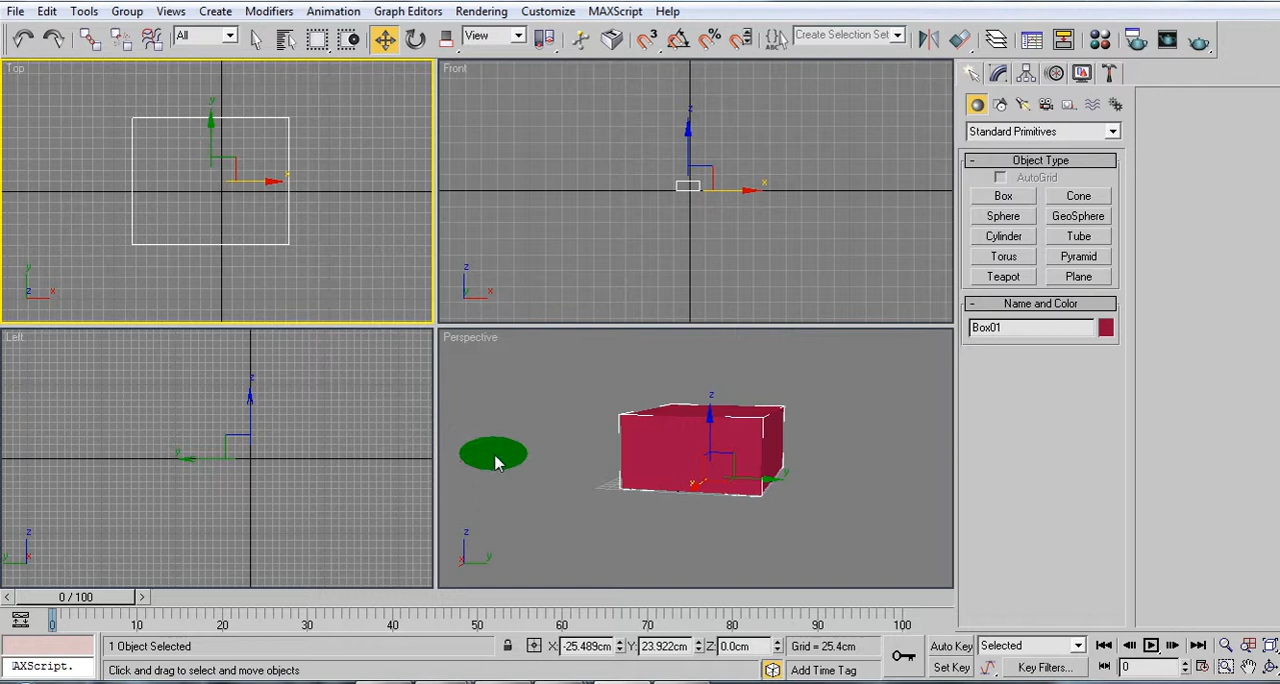 File Edit Tools Group Views Create Modifiers Animation Graph Editors Rendering Customize MAXScript Help
All View Create Selection Set
Top Front
y x z x
Standard Primitives
- Object Type
AutoGrid
Box Cone
Sphere GeoSphere
Cylinder Tube
Torus Pyramid
Teapot Plane
- Name and Color
Box01
y z x z y x
Left Perspective
z y z y x
z y x z x y
< 0 / 100 >
0 10 20 30 40 50 60 70 80 90 100
1 Object Selected X: -25.489cm Y: 23.922cm Z: 0.0cm Grid = 25.4cm Auto Key Selected
AXScript. Click and drag to select and move objects Add Time Tag Set Key Key Filters... 0